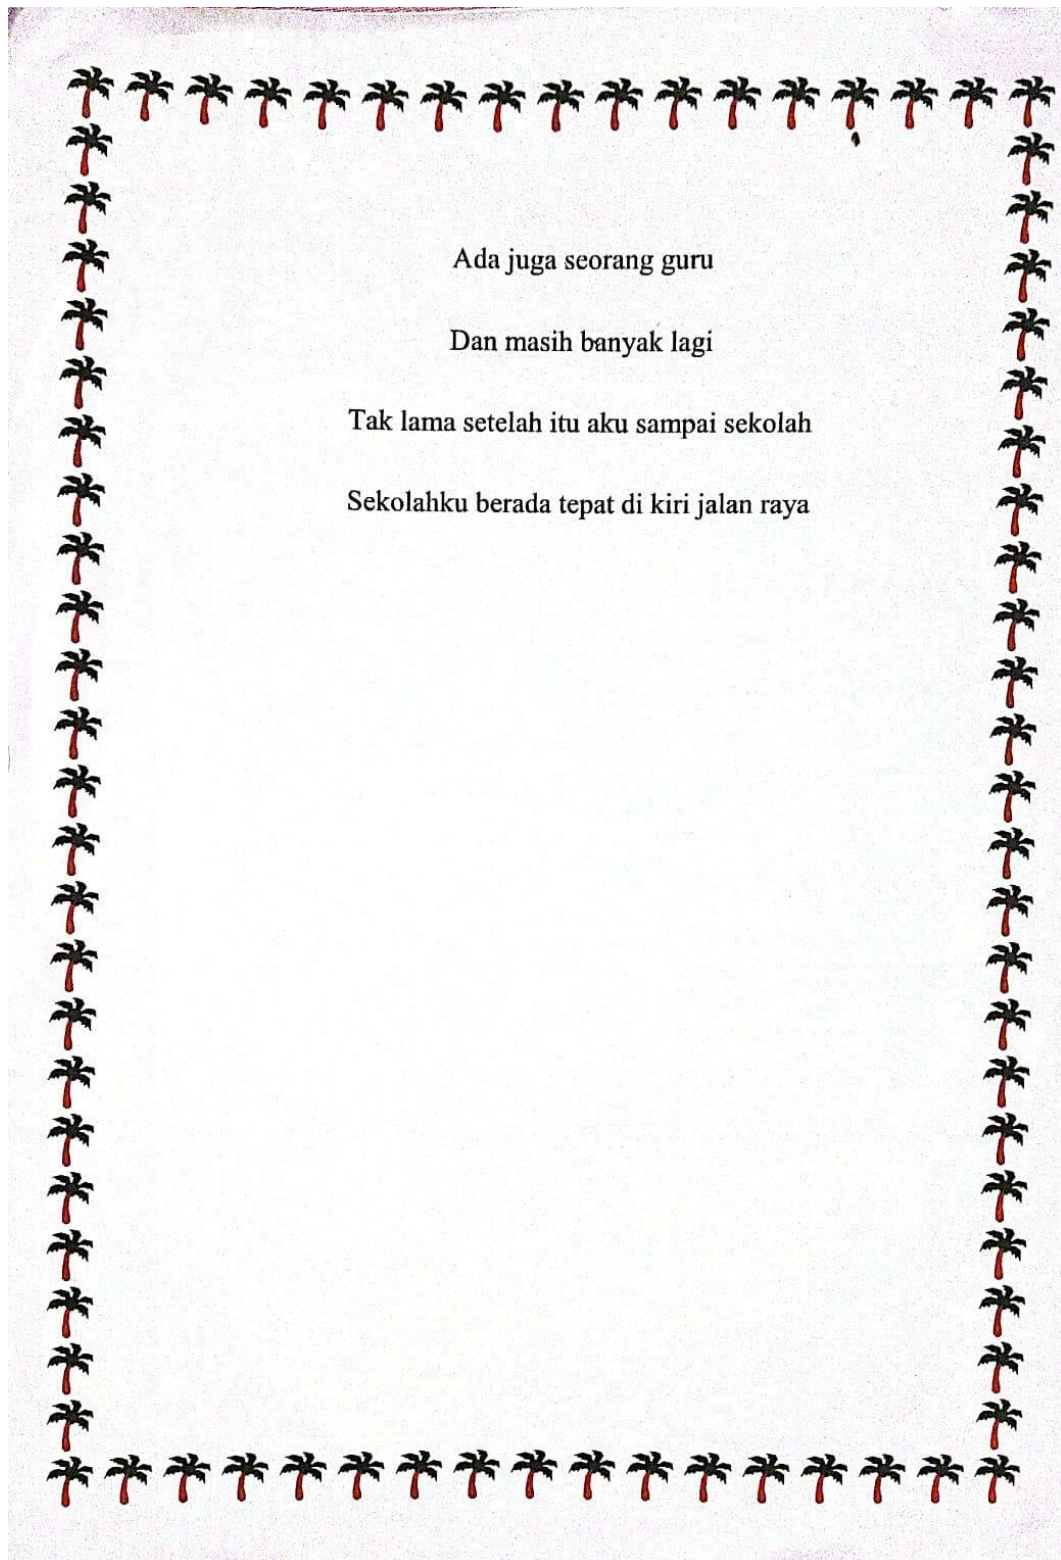 Ada juga seorang guru
Dan masih banyak lagi
Tak lama setelah itu aku sampai sekolah
Sekolahku berada tepat di kiri jalan raya